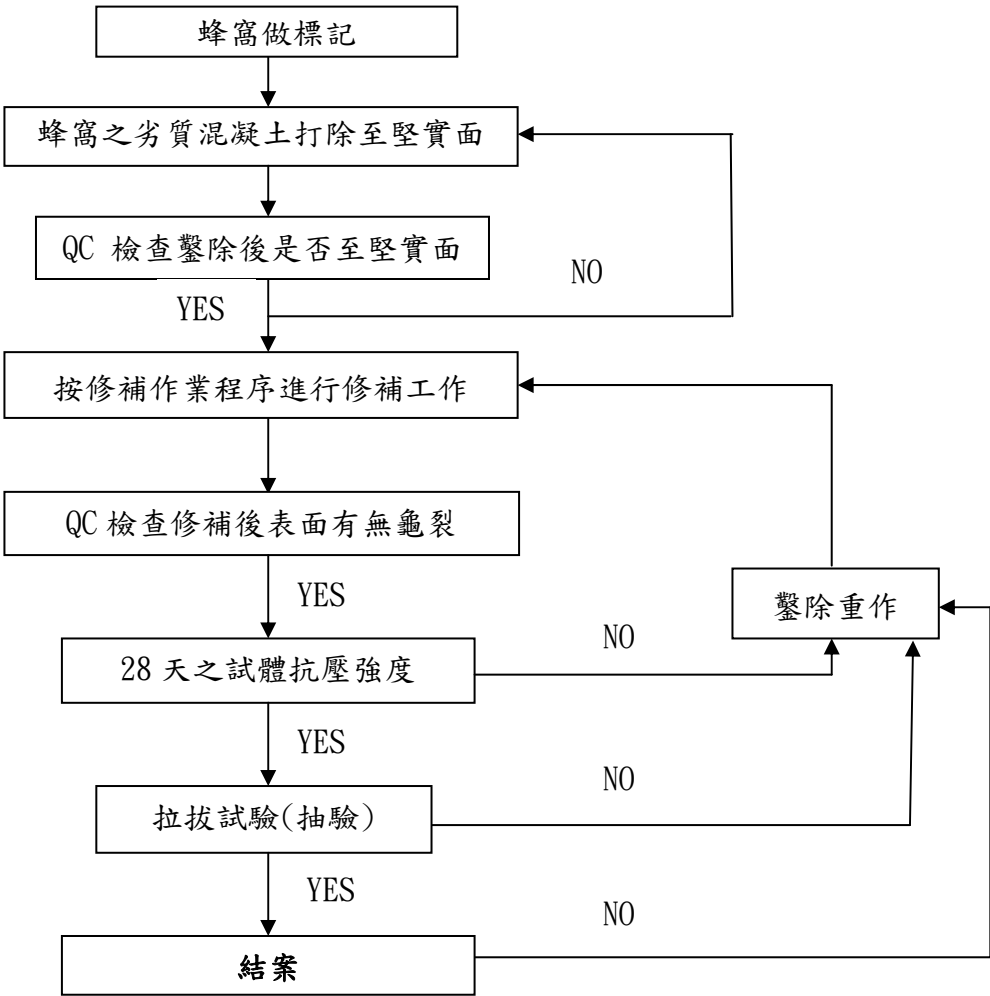 蜂窩做標記
蜂窩之劣質混凝土打除至堅實面
QC 檢查鑿除後是否至堅實面
NO
YES
按修補作業程序進行修補工作
QC 檢查修補後表面有無龜裂
YES
鑿除重作
NO
28 天之試體抗壓強度
YES
NO
拉拔試驗(抽驗)
YES
NO
結案